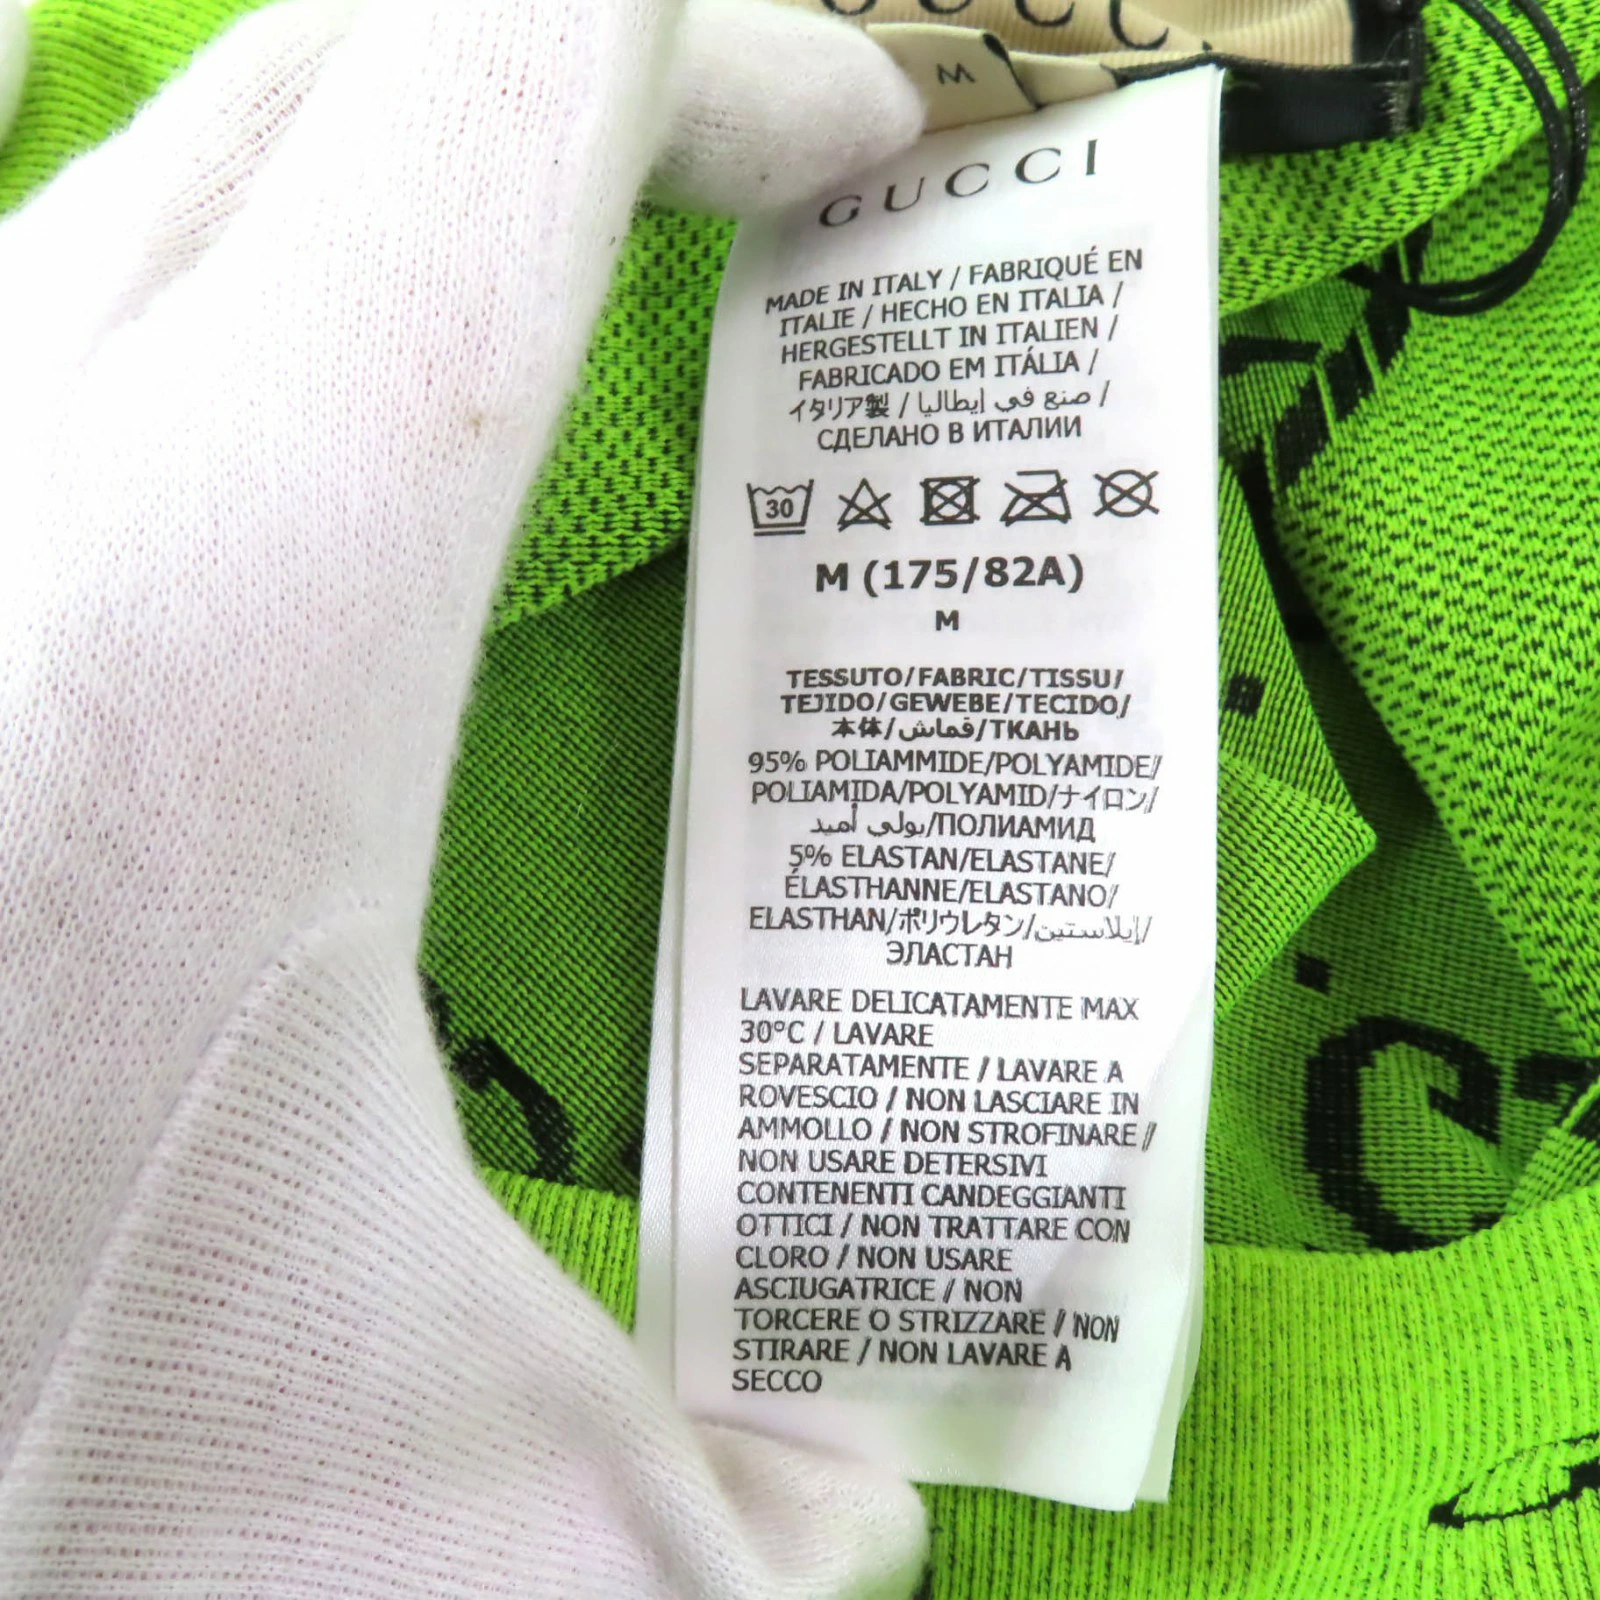 GUCCI
M
GUCCI
MADE IN ITALY / FABRIQUÉ EN
ITALIE / HECHO EN ITALIA /
HERGESTELLT IN ITALIEN /
FABRICADO EM ITÁLIA /
イタリア製 / صنع في إيطاليا /
СДЕЛАНО В ИТАЛИИ
30
M (175/82A)
M
TESSUTO/FABRIC/TISSU/
TEJIDO/GEWEBE/TECIDO/
本体/قماش/ТКАНЬ
95% POLIAMMIDE/POLYAMIDE/
POLIAMIDA/POLYAMID/ナイロン/
بولي أميد/ПОЛИАМИД
5% ELASTAN/ELASTANE/
ÉLASTHANNE/ELASTANO/
ELASTHAN/ポリウレタン/إيلاستين/
ЭЛАСТАН
LAVARE DELICATAMENTE MAX
30°C / LAVARE
SEPARATAMENTE / LAVARE A
ROVESCIO / NON LASCIARE IN
AMMOLLO / NON STROFINARE /
NON USARE DETERSIVI
CONTENENTI CANDEGGIANTI
OTTICI / NON TRATTARE CON
CLORO / NON USARE
ASCIUGATRICE / NON
TORCERE O STRIZZARE / NON
STIRARE / NON LAVARE A
SECCO